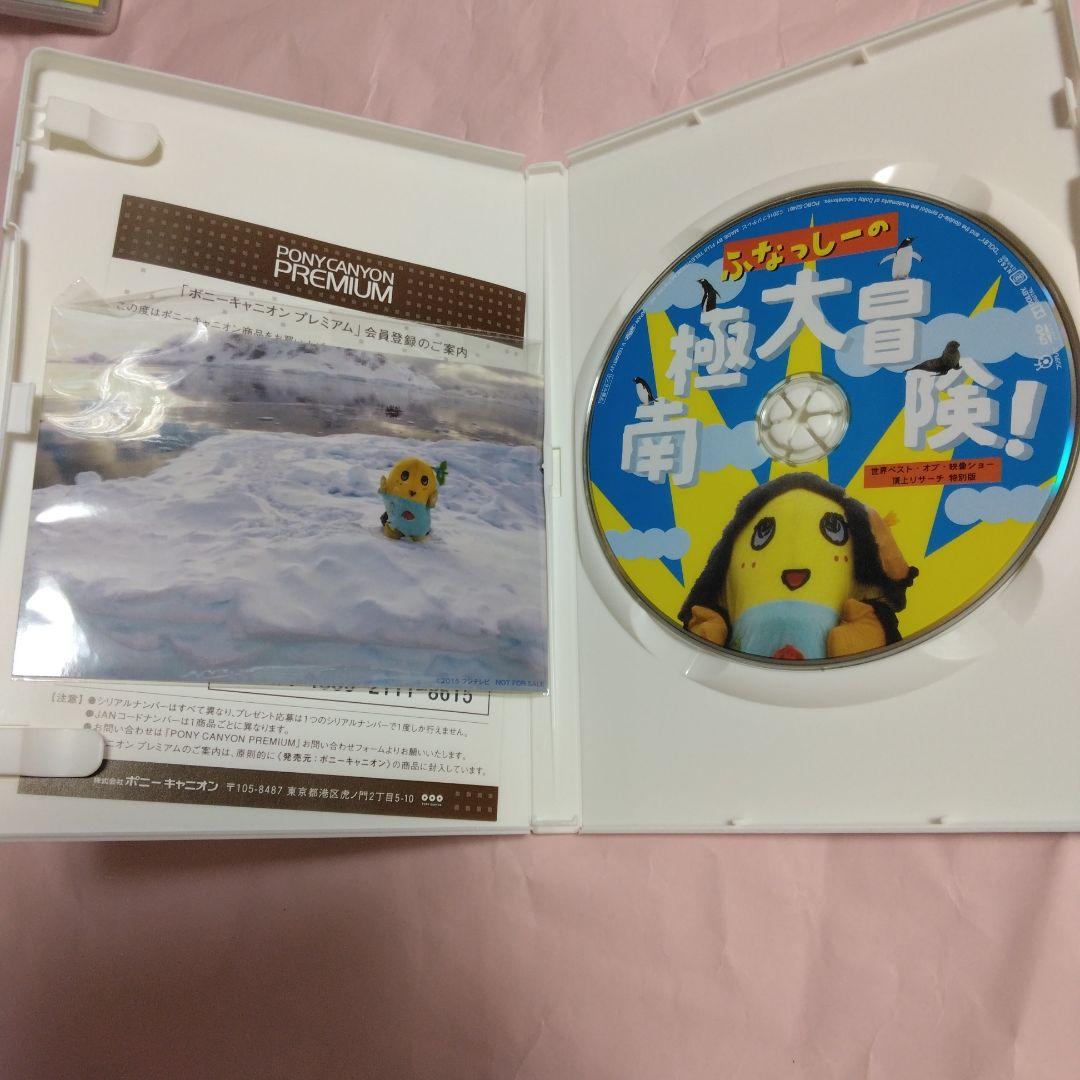 PONY CANYON
PREMIUM
「ポニーキャニオン プレミアム」会員登録のご案内
この度はポニーキャニオン商品をお買い
©2015 フジテレビ NOT FOR SALE
2111-8615
【注意】●シリアルナンバーはすべて異なり、プレゼント応募は1つのシリアルナンバーで1度しか行えません。
●JANコードナンバーは1商品ごとに異なります。
●お問い合わせは「PONY CANYON PREMIUM」お問い合わせフォームよりお願いいたします。
ニオン プレミアムのご案内は、原則的に〈発売元：ポニーキャニオン〉の商品に封入しています。
株式会社 ポニーキャニオン 〒105-8487 東京都港区虎ノ門2丁目5-10
ふなっしーの
南極大冒険!
世界ベスト・オブ・映像ショー
頂上リサーチ 特別版